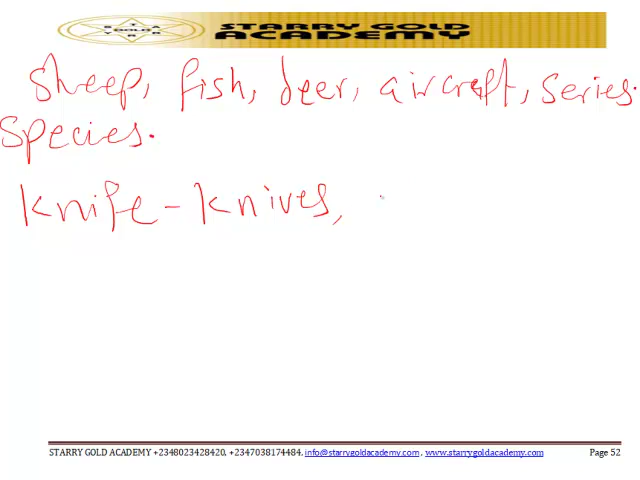 STARRY GOLD
ACADEMY
Sheep, fish, deer, aircraft, series.
Species.
Knife - Knives,
STARRY GOLD ACADEMY +2348023428420, +2347038174484, info@starrygoldacademy.com, www.starrygoldacademy.com Page 52